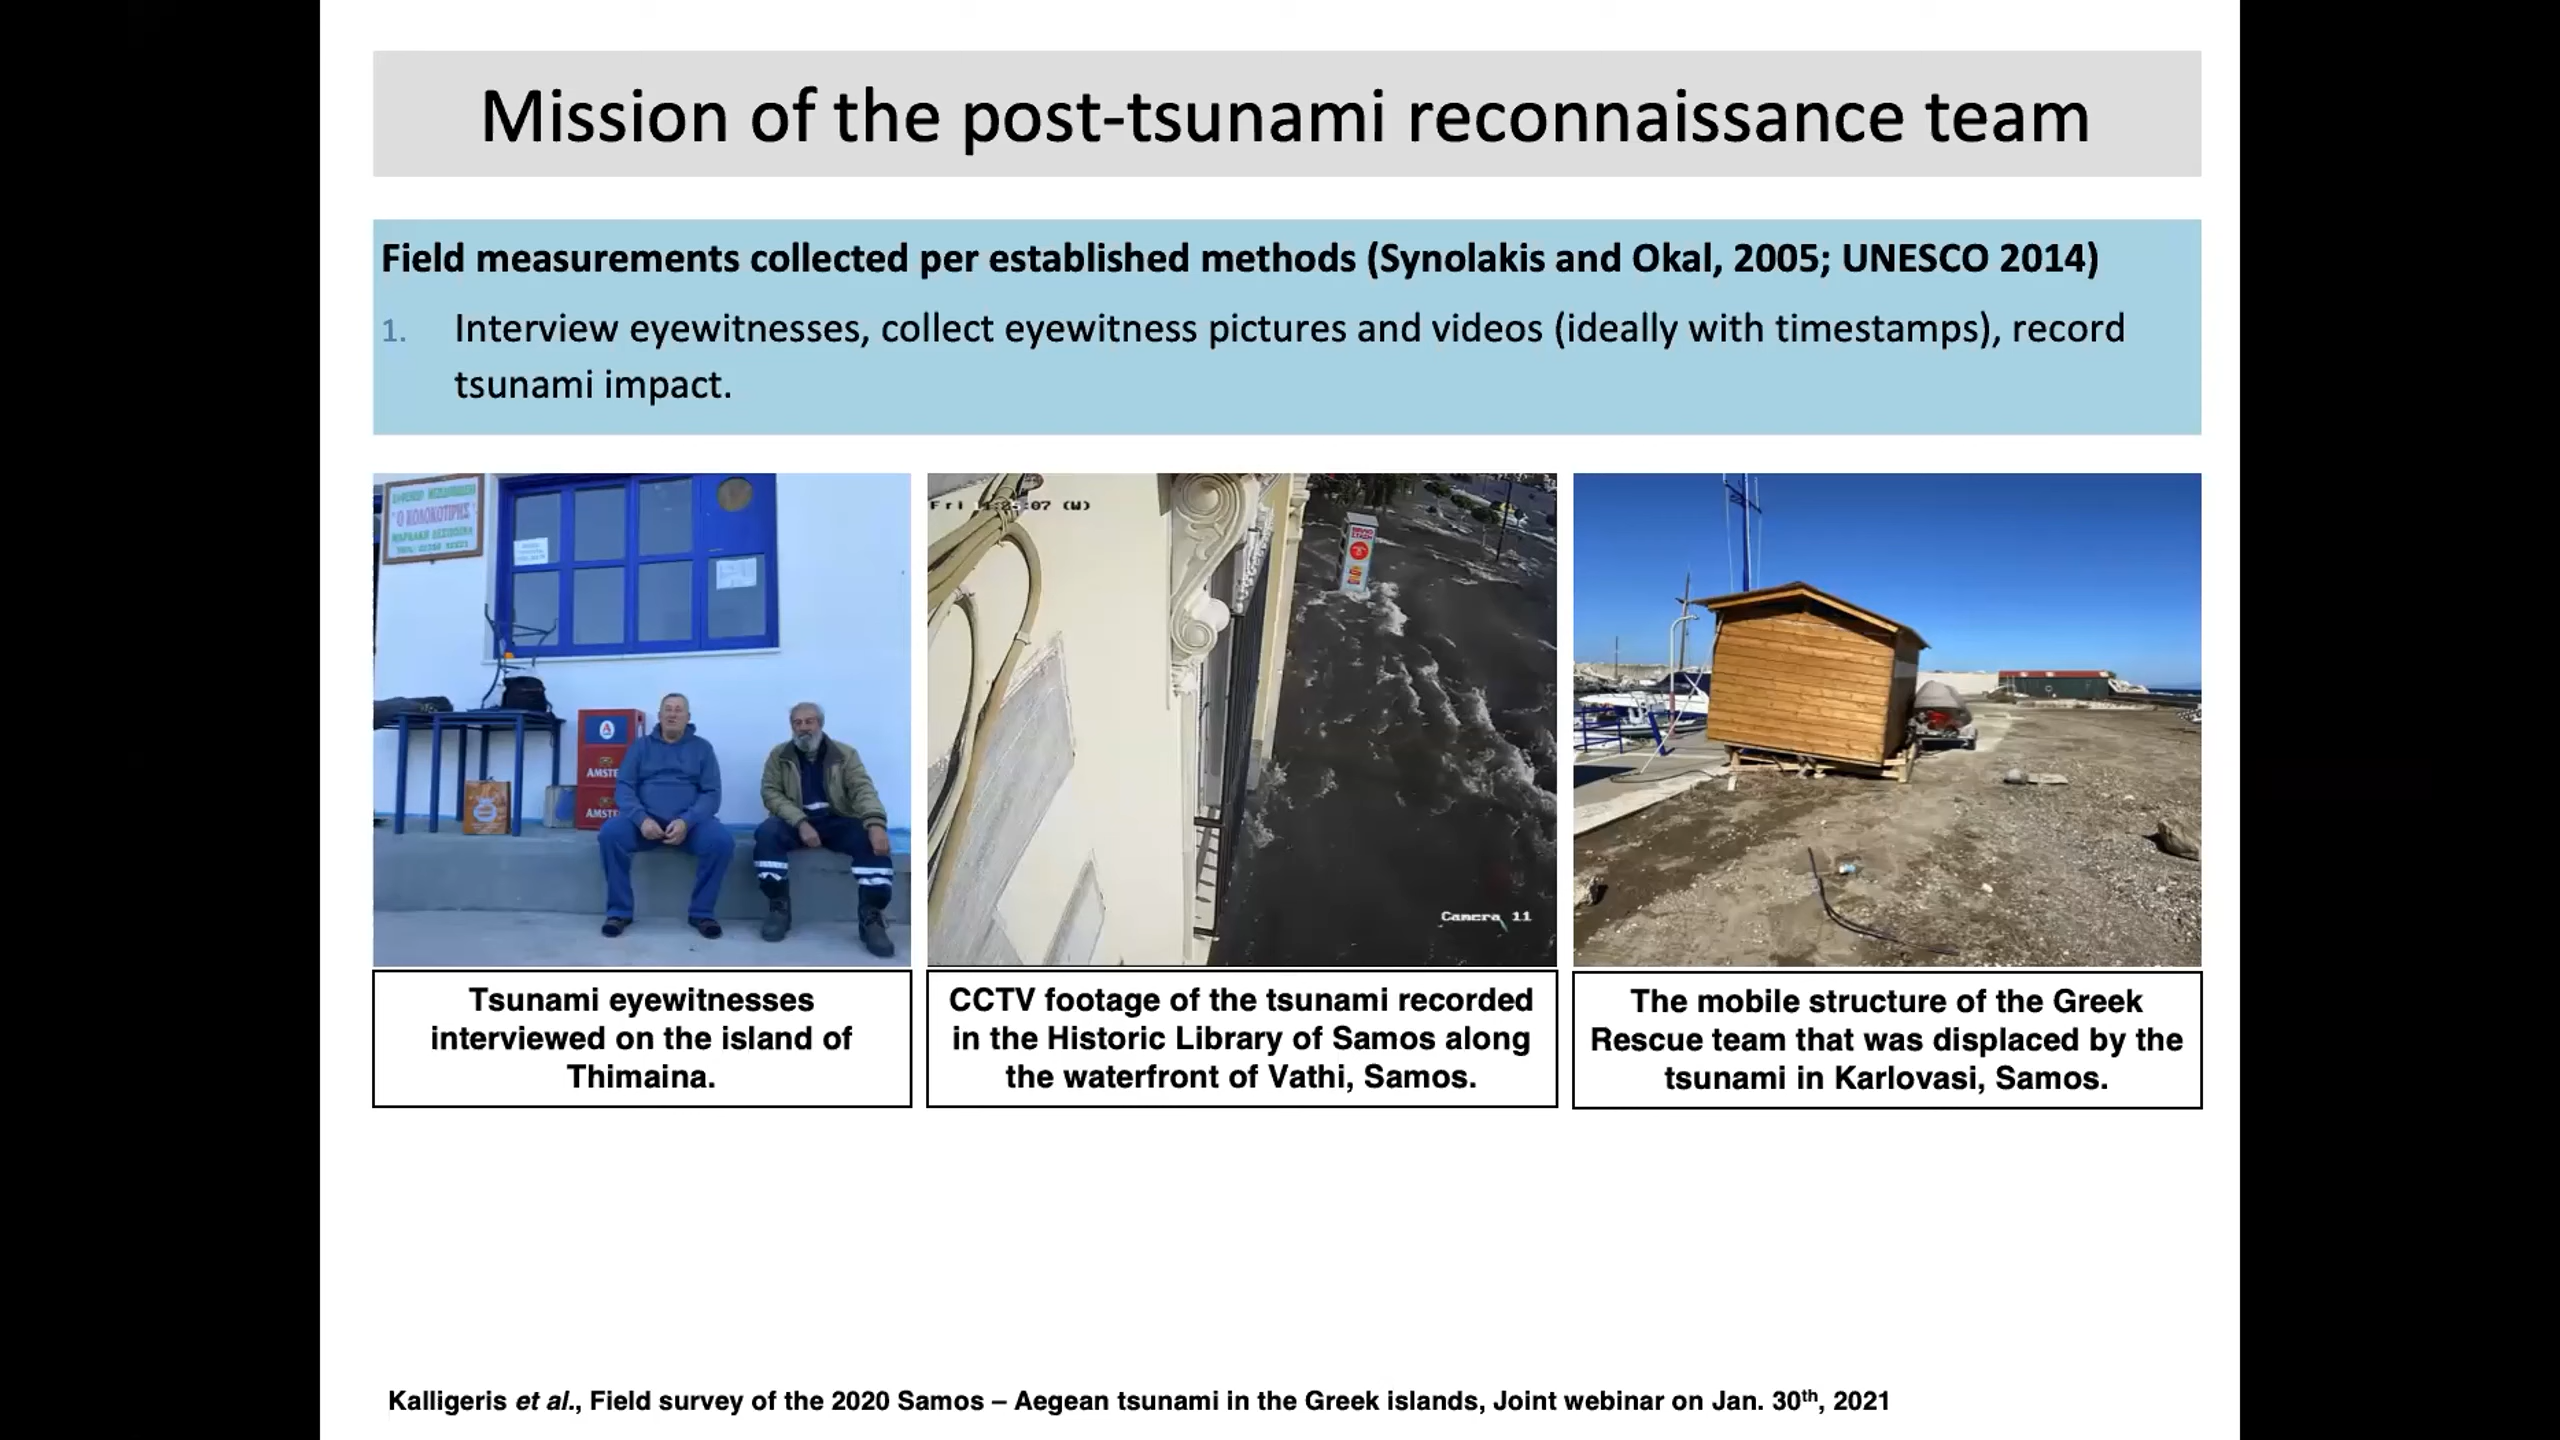 Mission of the post-tsunami reconnaissance team
Field measurements collected per established methods (Synolakis and Okal, 2005; UNESCO 2014)
1. Interview eyewitnesses, collect eyewitness pictures and videos (ideally with timestamps), record
tsunami impact.
"Ο ΚΟΛΟΚΟΤΙΡΗΣ"
AMSTE
AMSTE
Fri :07 (W)
Camera 11
Tsunami eyewitnesses
interviewed on the island of
Thimaina.
CCTV footage of the tsunami recorded
in the Historic Library of Samos along
the waterfront of Vathi, Samos.
The mobile structure of the Greek
Rescue team that was displaced by the
tsunami in Karlovasi, Samos.
Kalligeris et al., Field survey of the 2020 Samos – Aegean tsunami in the Greek islands, Joint webinar on Jan. 30th, 2021